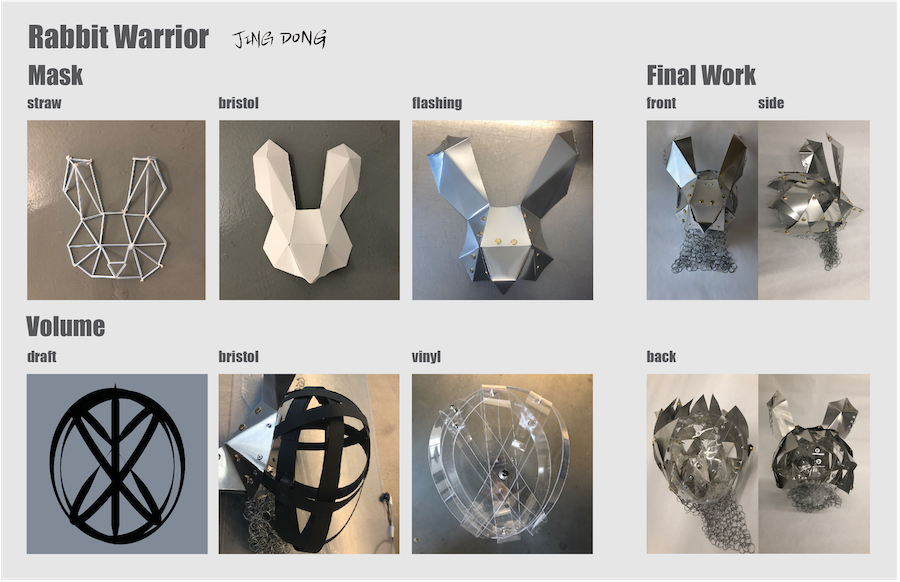 Rabbit Warrior JING DONG
Mask
straw
bristol
flashing
Final Work
front
side
Volume
draft
bristol
vinyl
back